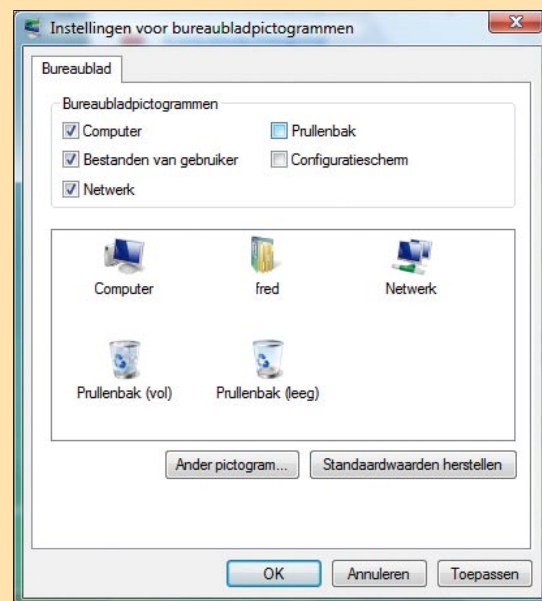 Instellingen voor bureaubladpictogrammen
Bureaublad
Bureaubladpictogrammen
Computer
Prullenbak
Bestanden van gebruiker
Configuratiescherm
Netwerk
Computer
fred
Netwerk
Prullenbak (vol)
Prullenbak (leeg)
Ander pictogram...
Standaardwaarden herstellen
OK
Annuleren
Toepassen